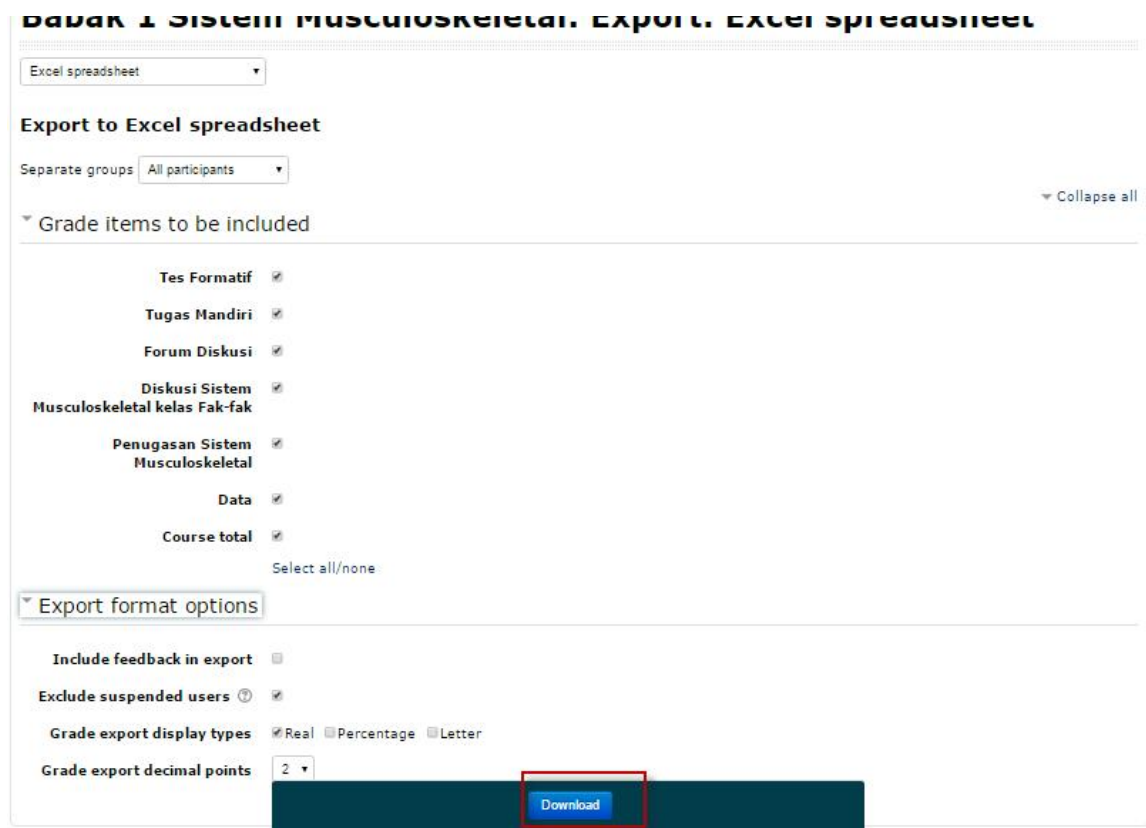 Babak 1 Sistem Musculoskeletal: Export: Excel spreadsheet
Excel spreadsheet
Export to Excel spreadsheet
Separate groups All participants
Collapse all
Grade items to be included
Tes Formatif
Tugas Mandiri
Forum Diskusi
Diskusi Sistem
Musculoskeletal kelas Fak-fak
Penugasan Sistem
Musculoskeletal
Data
Course total
Select all/none
Export format options
Include feedback in export
Exclude suspended users
Grade export display types Real Percentage Letter
Grade export decimal points 2
Download